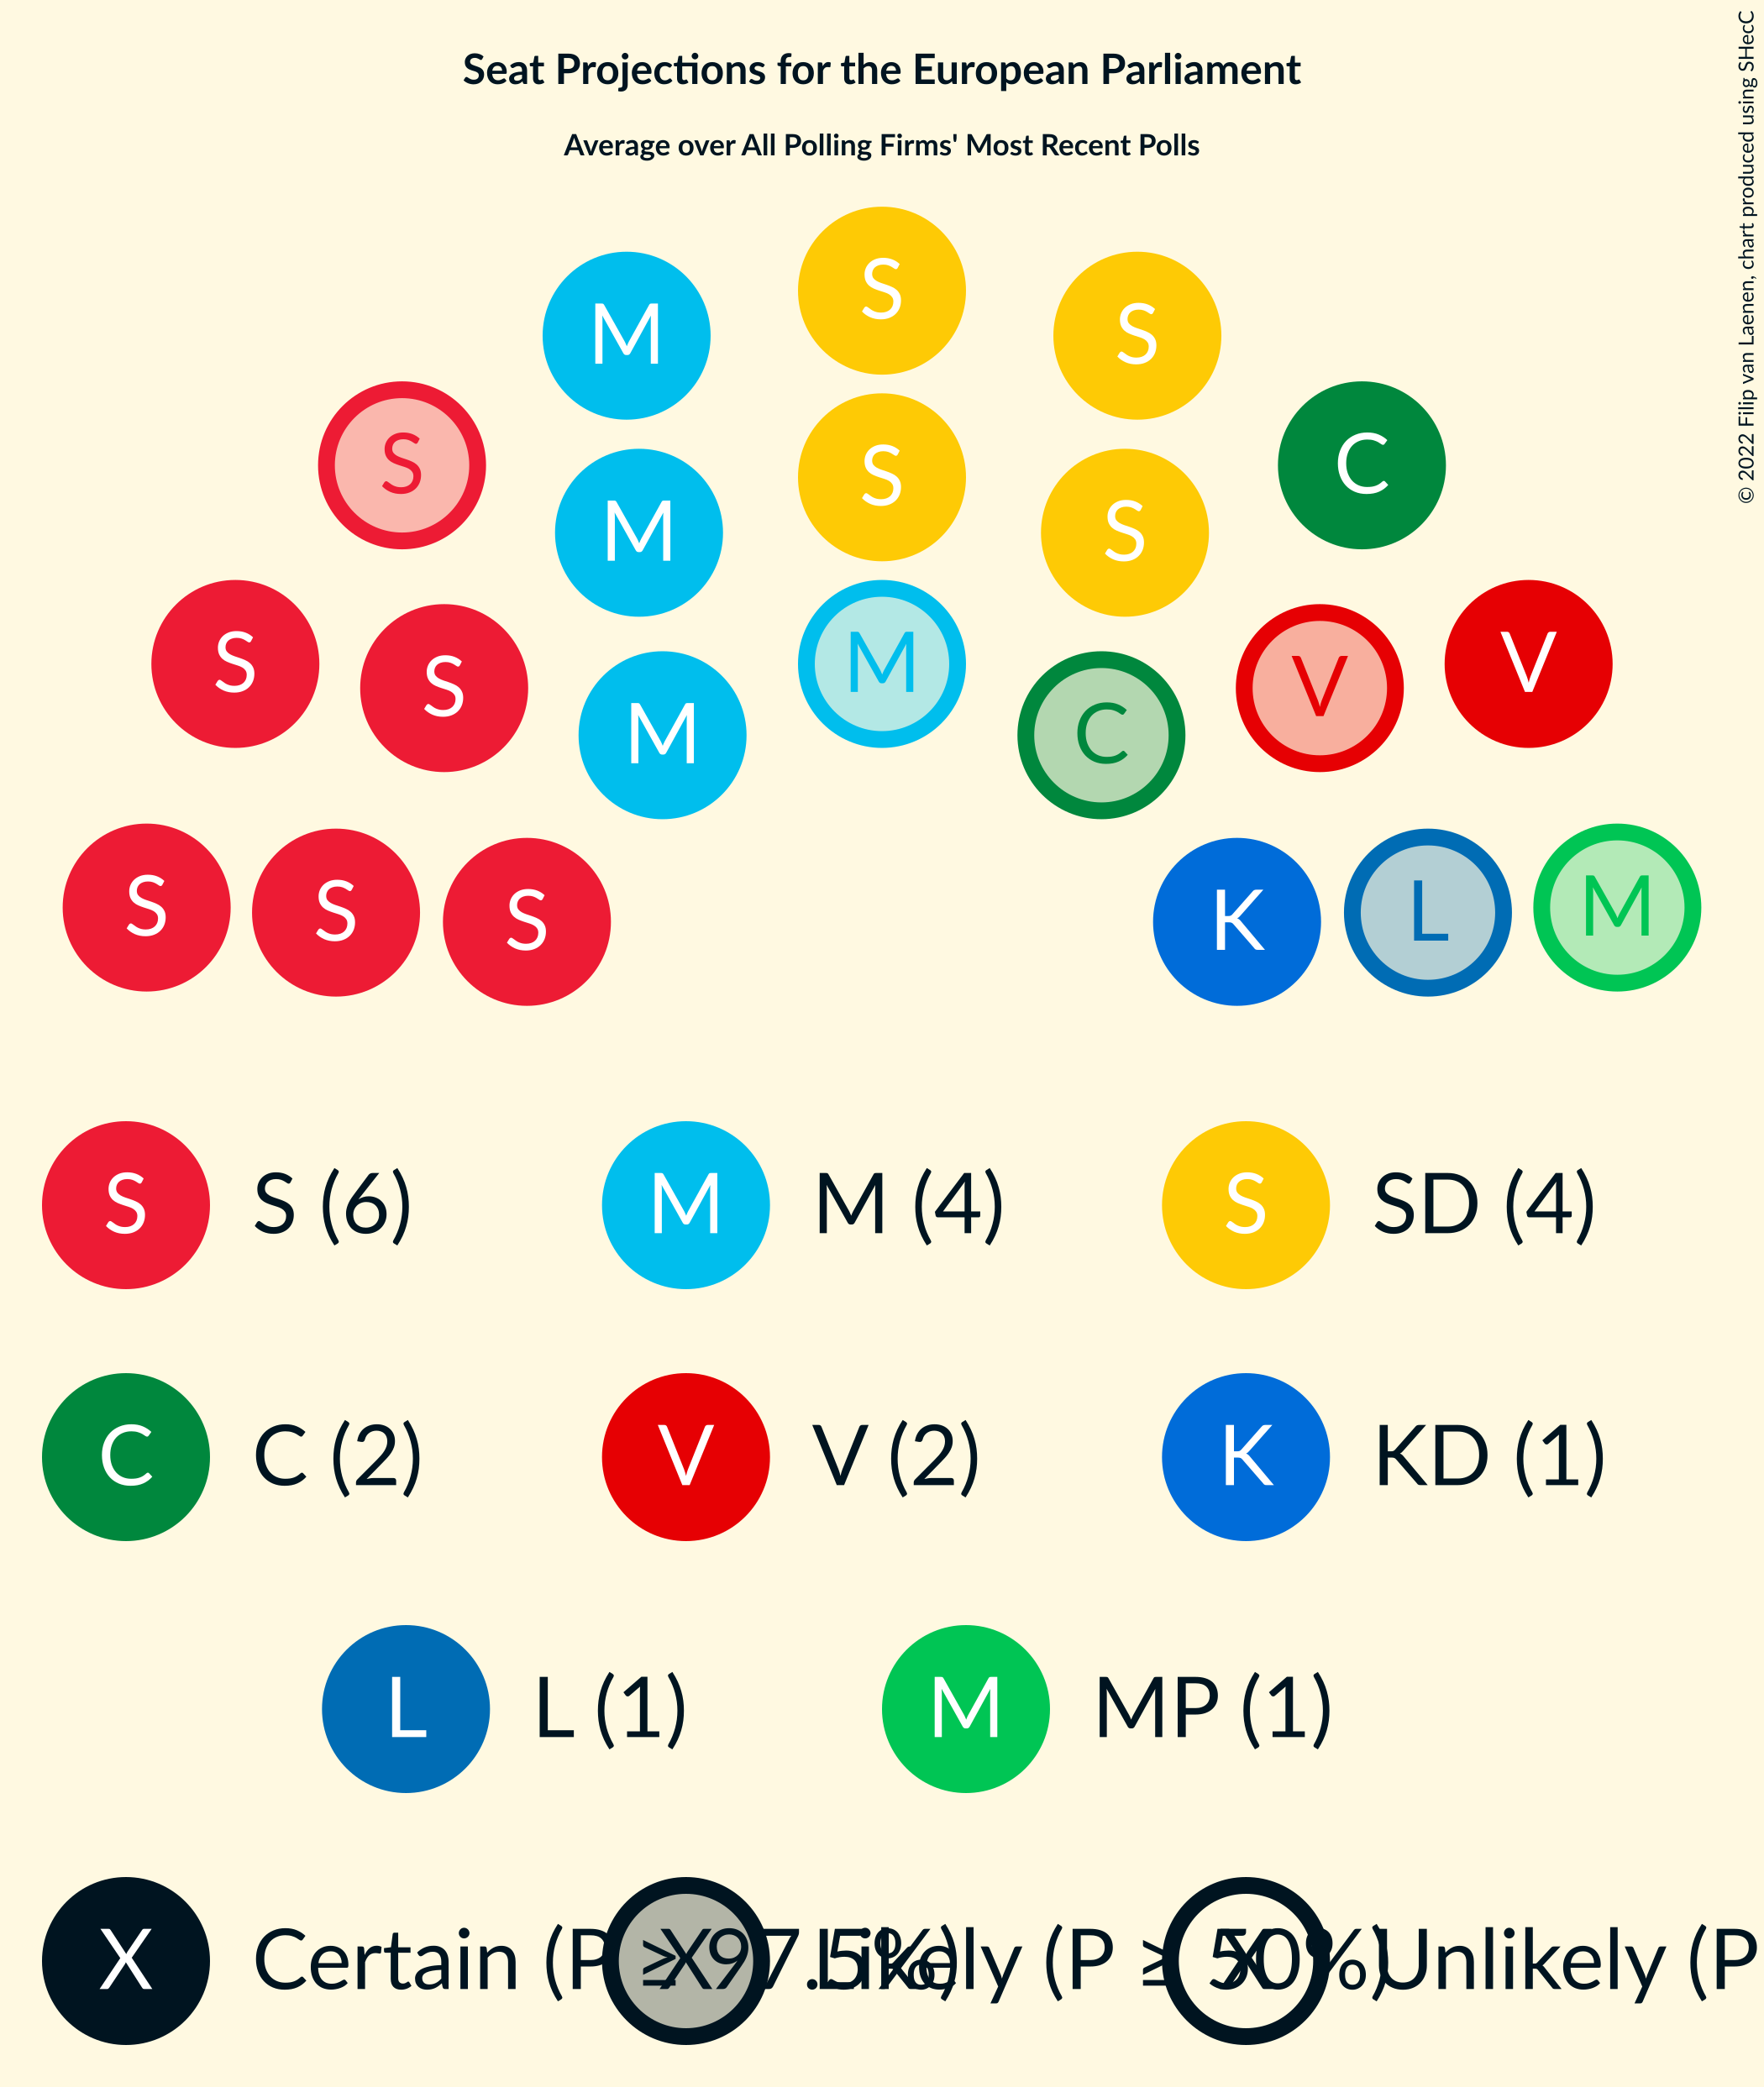 Seat Projections for the European Parliament
Average over All Polling Firms' Most Recent Polls
© 2022 Filip van Laenen, chart produced using SHecC
S
M S
S C
S
M S
S
S M V
S M C V
S S S K L M
S S (6) M M (4) S SD (4)
C C (2) V V (2) K KD (1)
L L (1) M MP (1)
X Certain (P ≥ 97.5%) X Likely (P ≥ 50%) X Unlikely (P